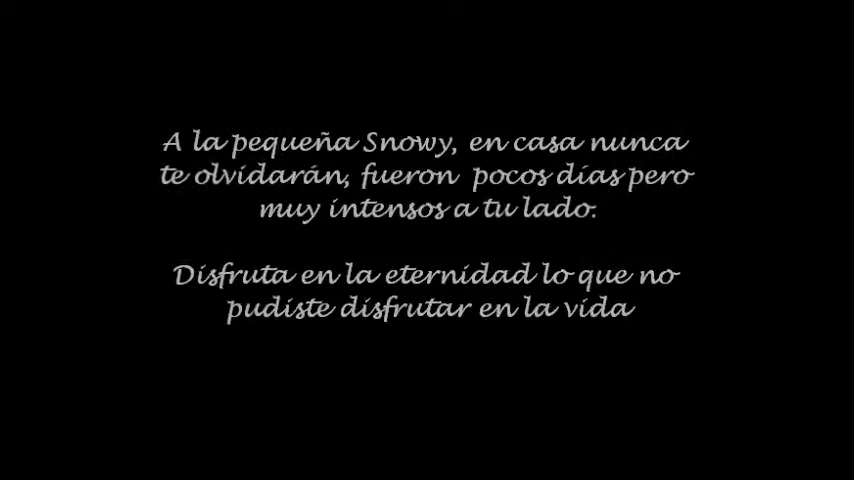 A la pequeña Snowy, en casa nunca
te olvidarán, fueron pocos días pero
muy intensos a tu lado.
Disfruta en la eternidad lo que no
pudiste disfrutar en la vida